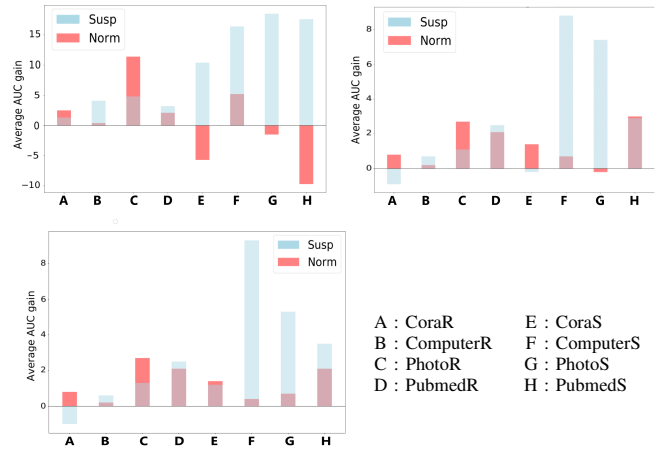 Susp
Norm
Average AUC gain
15
10
5
0
−5
−10
A B C D E F G H
Susp
Norm
Average AUC gain
8
6
4
2
0
A B C D E F G H
Susp
Norm
Average AUC gain
8
6
4
2
0
A B C D E F G H
A : CoraR E : CoraS
B : ComputerR F : ComputerS
C : PhotoR G : PhotoS
D : PubmedR H : PubmedS